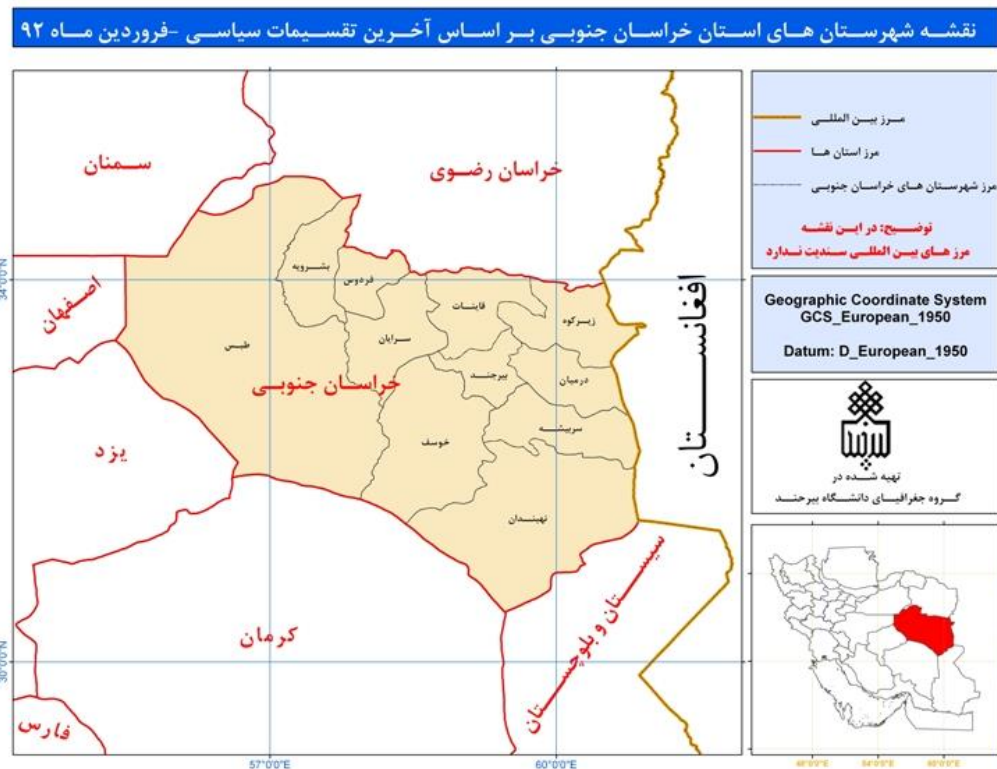 نقشه شهرستان های استان خراسان جنوبی بر اساس آخرین تقسیمات سیاسی -فروردین ماه ۹۲
مرز بین المللی
مرز استان ها
مرز شهرستان های خراسان جنوبی
توضیح: در این نقشه
مرز های بین المللی سندیت ندارد
Geographic Coordinate System
GCS_European_1950
Datum: D_European_1950
تهیه شده در
گروه جغرافیای دانشگاه بیرجند
سمنان
خراسان رضوی
اصفهان
افغانستان
بشرویه
فردوس
قاینات
زیرکوه
طبس
سرایان
بیرجند
درمیان
خراسان جنوبی
سربیشه
خوسف
یزد
نهبندان
سیستان و بلوچستان
کرمان
فارس
34°0'0"N
30°0'0"N
57°0'0"E
60°0'0"E